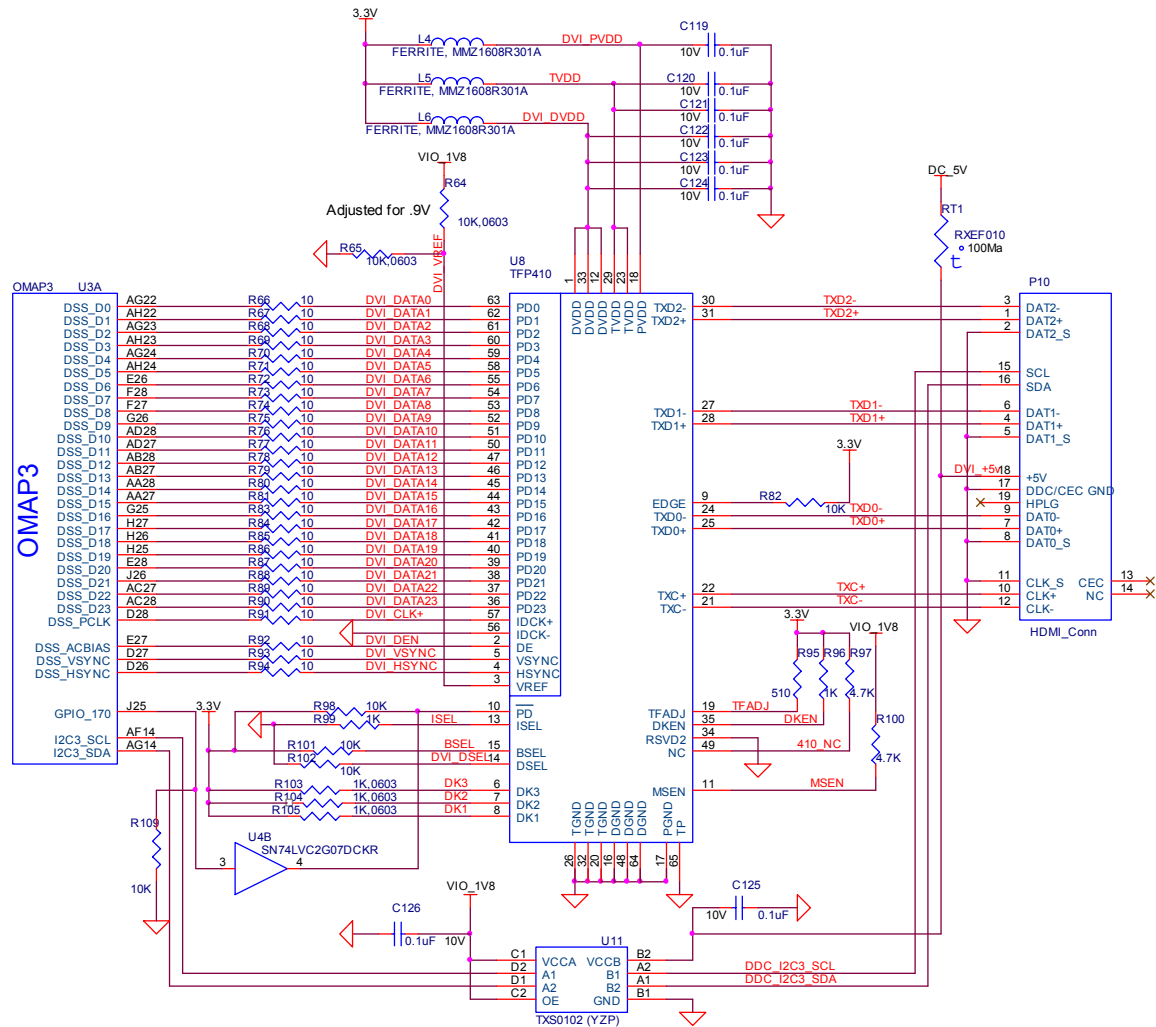 3.3V
L4
DVI_PVDD
C119
FERRITE, MMZ1608R301A
10V
0.1uF
L5
TVDD
C120
FERRITE, MMZ1608R301A
10V
0.1uF
C121
L6
DVI_DVDD
10V
0.1uF
FERRITE, MMZ1608R301A
C122
10V
0.1uF
C123
10V
0.1uF
C124
10V
0.1uF
VIO_1V8
R64
Adjusted for .9V
10K,0603
R65
10K,0603
DVI_VREF
DC_5V
RT1
RXEF010
100Ma
t
U8
TFP410
1 33 12 29 23 18
DVDD DVDD DVDD TVDD TVDD PVDD
OMAP3 U3A
OMAP3
DSS_D0 AG22 R66 10 DVI_DATA0 63 PD0
DSS_D1 AH22 R67 10 DVI_DATA1 62 PD1
DSS_D2 AG23 R68 10 DVI_DATA2 61 PD2
DSS_D3 AH23 R69 10 DVI_DATA3 60 PD3
DSS_D4 AG24 R70 10 DVI_DATA4 59 PD4
DSS_D5 AH24 R71 10 DVI_DATA5 58 PD5
DSS_D6 E26 R72 10 DVI_DATA6 55 PD6
DSS_D7 F28 R73 10 DVI_DATA7 54 PD7
DSS_D8 F27 R74 10 DVI_DATA8 53 PD8
DSS_D9 G26 R75 10 DVI_DATA9 52 PD9
DSS_D10 AD28 R76 10 DVI_DATA10 51 PD10
DSS_D11 AD27 R77 10 DVI_DATA11 50 PD11
DSS_D12 AB28 R78 10 DVI_DATA12 47 PD12
DSS_D13 AB27 R79 10 DVI_DATA13 46 PD13
DSS_D14 AA28 R80 10 DVI_DATA14 45 PD14
DSS_D15 AA27 R81 10 DVI_DATA15 44 PD15
DSS_D16 G25 R83 10 DVI_DATA16 43 PD16
DSS_D17 H27 R84 10 DVI_DATA17 42 PD17
DSS_D18 H26 R85 10 DVI_DATA18 41 PD18
DSS_D19 H25 R86 10 DVI_DATA19 40 PD19
DSS_D20 E28 R87 10 DVI_DATA20 39 PD20
DSS_D21 J26 R88 10 DVI_DATA21 38 PD21
DSS_D22 AC27 R89 10 DVI_DATA22 37 PD22
DSS_D23 AC28 R90 10 DVI_DATA23 36 PD23
DSS_PCLK D28 R91 10 DVI_CLK+ 57 IDCK+
56 IDCK-
DSS_ACBIAS E27 R92 10 DVI_DEN 2 DE
DSS_VSYNC D27 R93 10 DVI_VSYNC 5 VSYNC
DSS_HSYNC D26 R94 10 DVI_HSYNC 4 HSYNC
3 VREF
GPIO_170 J25
3.3V
R98 10K 10 PD
R99 1K ISEL 13 ISEL
I2C3_SCL AF14
I2C3_SDA AG14
R101 10K BSEL 15 BSEL
R102 10K DVI_DSEL 14 DSEL
R103 1K,0603 DK3 6 DK3
R104 1K,0603 DK2 7 DK2
R105 1K,0603 DK1 8 DK1
R109
10K
U4B
SN74LVC2G07DCKR
3 4
TXD2- 30 TXD2-
TXD2+ 31 TXD2+
TXD1- 27 TXD1-
TXD1+ 28 TXD1+
3.3V
EDGE 9 R82 10K
TXD0- 24 TXD0-
TXD0+ 25 TXD0+
TXC+ 22 TXC+
TXC- 21 TXC-
3.3V
VIO_1V8
R95 R96 R97
510 1K 4.7K
R100
4.7K
TFADJ 19 TFADJ
DKEN 35 DKEN
RSVD2 34
NC 49 410_NC
MSEN 11 MSEN
TGND TGND TGND DGND DGND DGND PGND TP
26 32 20 16 48 64 17 65
P10
3 DAT2-
1 DAT2+
2 DAT2_S
15 SCL
16 SDA
6 DAT1-
4 DAT1+
5 DAT1_S
DVI_+5v 18 +5V
17 DDC/CEC GND
19 HPLG
9 DAT0-
7 DAT0+
8 DAT0_S
11 CLK_S
10 CLK+
12 CLK-
CEC 13
NC 14
HDMI_Conn
VIO_1V8
C126
0.1uF 10V
C125
10V 0.1uF
U11
C1 VCCA VCCB B2
D2 A1 B1 A2 DDC_I2C3_SCL
D1 A2 B2 A1 DDC_I2C3_SDA
C2 OE GND B1
TXS0102 (YZP)